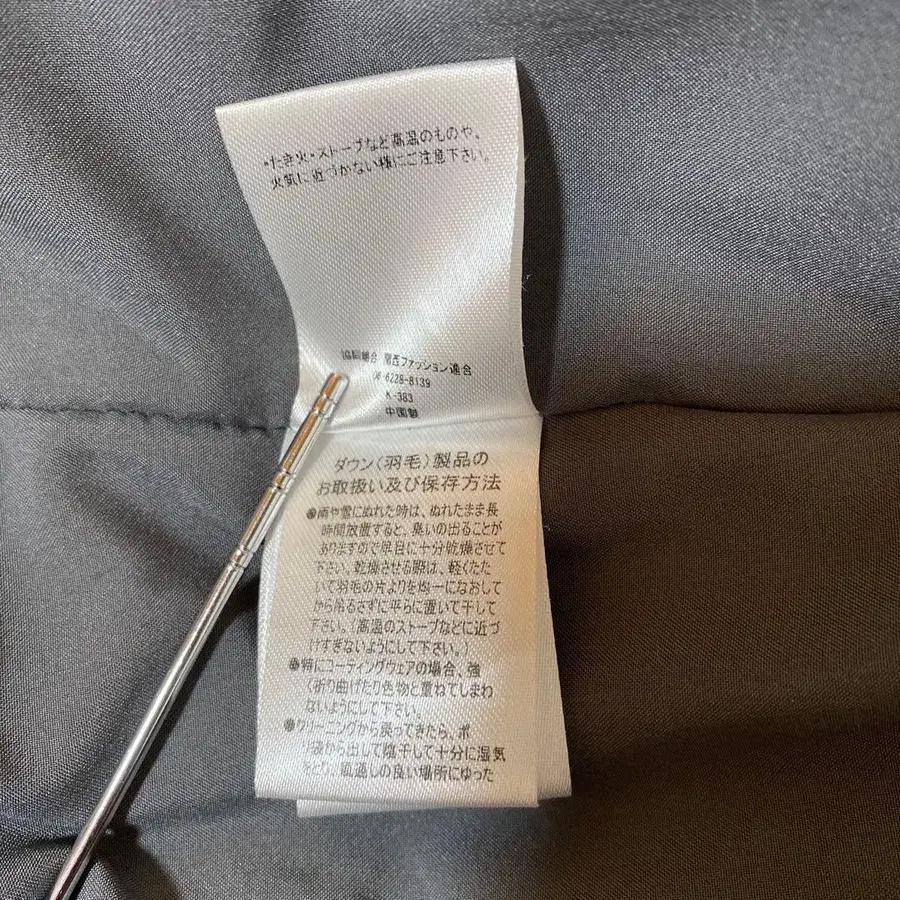 ・たき火・ストーブなど高温のものや、
火気に近づかない様にご注意下さい。
協同組合 関西ファッション連合
06-6228-8139
K-383
中国製
ダウン(羽毛)製品の
お取扱い及び保存方法
●雨や雪にぬれた時は、ぬれたまま長
時間放置すると、臭いの出ることが
ありますので早目に十分乾燥させて
下さい。乾燥させる際は、軽くたた
いて羽毛の片よりを均一になおして
から吊るさずに平らに置いて干して
下さい。(高温のストーブなどに近づ
けすぎないようにして下さい。)
●特にコーティングウェアの場合、強
く折り曲げたり色物と重ねてしまわ
ないようにして下さい。
●クリーニングから戻ってきたら、ポ
リ袋から出して陰干して十分に湿気
をとり、風通しの良い場所にゆった